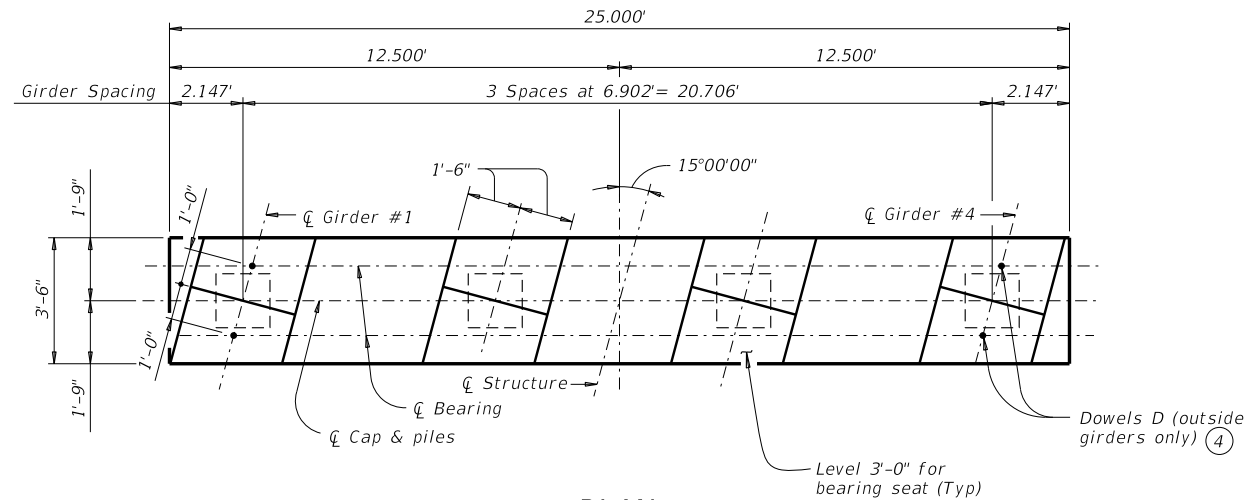 25.000'
12.500'
12.500'
Girder Spacing
2.147'
3 Spaces at 6.902'= 20.706'
2.147'
1'-6"
15°00'00"
1'-9"
1'-0"
℄ Girder #1
℄ Girder #4
3'-6"
1'-0"
1'-9"
℄ Structure
℄ Bearing
℄ Cap & piles
Dowels D (outside
girders only) 4
Level 3'-0" for
bearing seat (Typ)